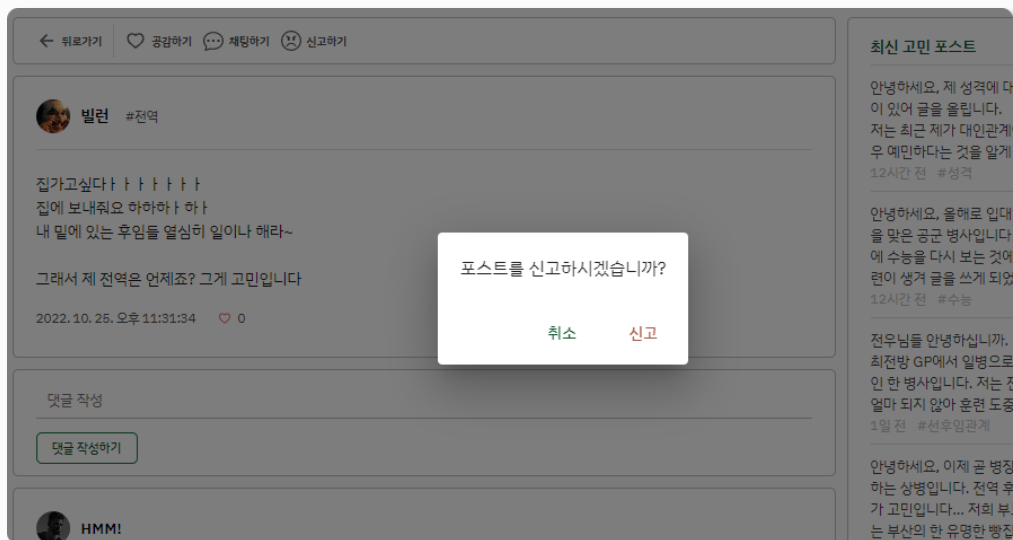 뒤로가기 공감하기 채팅하기 신고하기
빌런 #전역
집가고싶다ㅏㅏㅏㅏㅏㅏㅏ
집에 보내줘요 하하하ㅏ하ㅏ
내 밑에 있는 후임들 열심히 일이나 해라~
그래서 제 전역은 언제죠? 그게 고민입니다
2022. 10. 25. 오후 11:31:34 0
댓글 작성
댓글 작성하기
HMM!
포스트를 신고하시겠습니까?
취소 신고
최신 고민 포스트
안녕하세요, 제 성격에 대
이 있어 글을 올립니다.
저는 최근 제가 대인관계
우 예민하다는 것을 알게
12시간 전 #성격
안녕하세요, 올해로 입대
을 맞은 공군 병사입니다
에 수능을 다시 보는 것에
련이 생겨 글을 쓰게 되었
12시간 전 #수능
전우님들 안녕하십니까.
최전방 GP에서 일병으로
인 한 병사입니다. 저는 전
얼마 되지 않아 훈련 도중
1일 전 #선후임관계
안녕하세요, 이제 곧 병장
하는 상병입니다. 전역 후
가 고민입니다... 저희 부
는 부산의 한 유명한 빵집